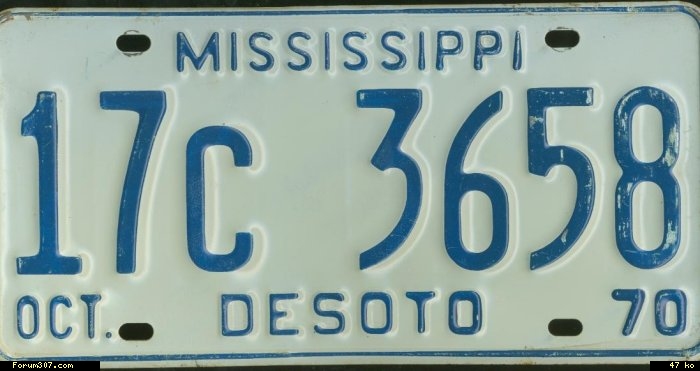 MISSISSIPPI
17C 3658
OCT. DESOTO 70
Forum307.com 47 ko